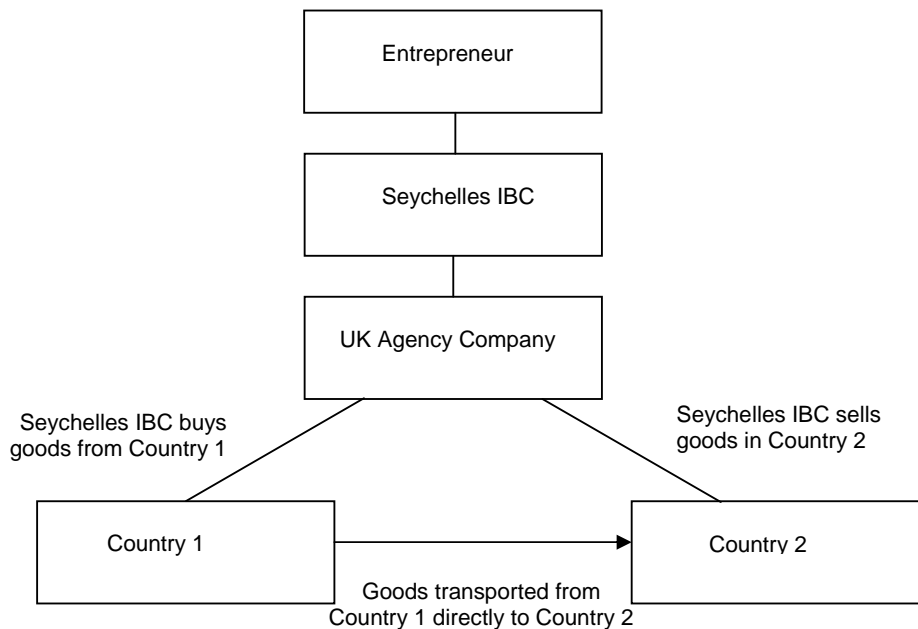 Entrepreneur
Seychelles IBC
UK Agency Company
Seychelles IBC buys
goods from Country 1
Seychelles IBC sells
goods in Country 2
Country 1
Country 2
Goods transported from
Country 1 directly to Country 2